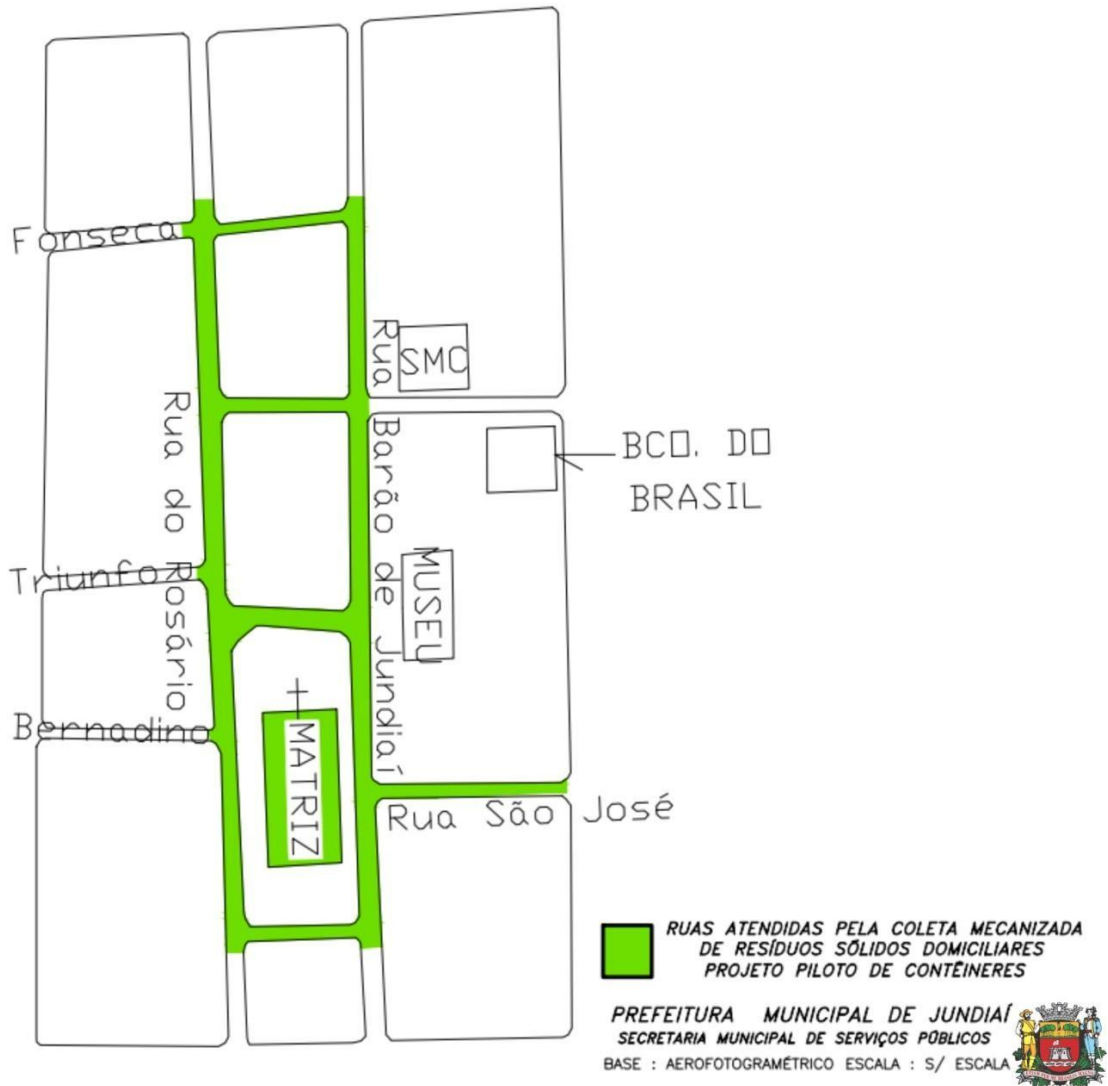 Fonseca
Rua
SMC
Rua do Rosário
Barão de Jundiaí
BCO. DO
BRASIL
MUSEU
Triunfo
Bernadino
MATRIZ
Rua São José
RUAS ATENDIDAS PELA COLETA MECANIZADA
DE RESÍDUOS SÓLIDOS DOMICILIARES
PROJETO PILOTO DE CONTÊINERES
PREFEITURA MUNICIPAL DE JUNDIAÍ
SECRETARIA MUNICIPAL DE SERVIÇOS PÚBLICOS
BASE : AEROFOTOGRAMÉTRICO ESCALA : S/ ESCALA